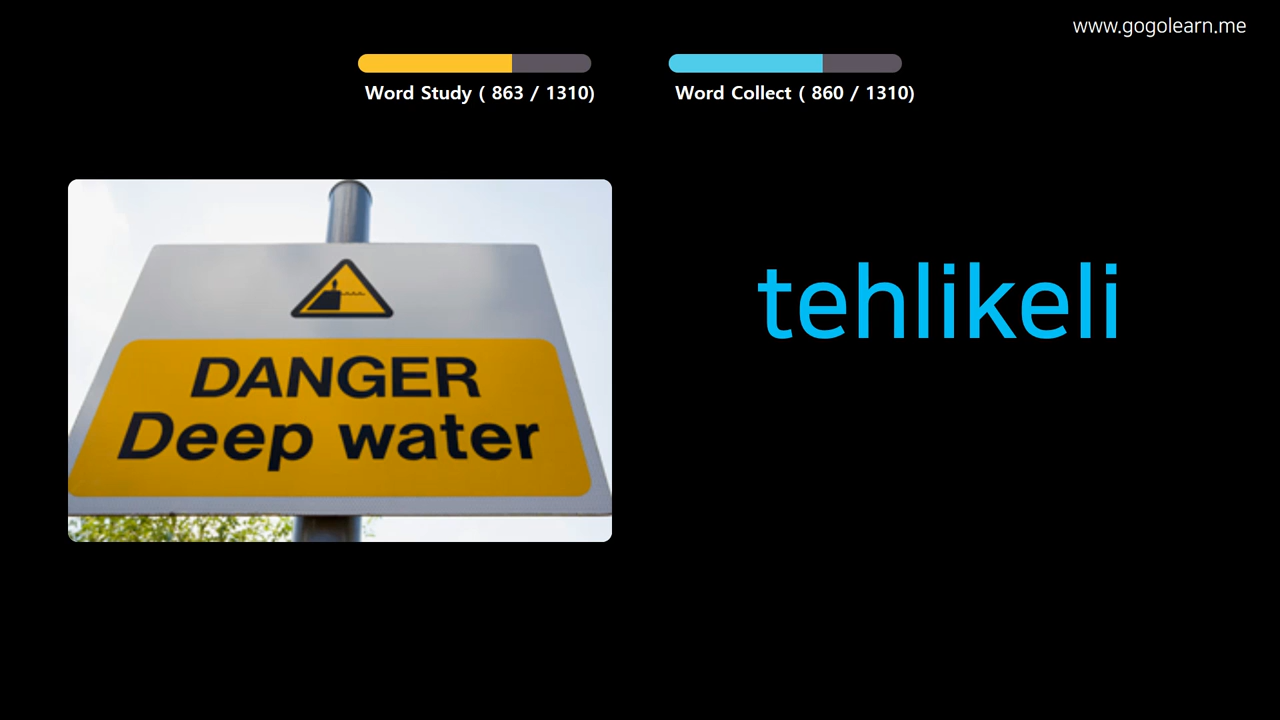 www.gogolearn.me
Word Study ( 863 / 1310)
Word Collect ( 860 / 1310)
DANGER
Deep water
tehlikeli